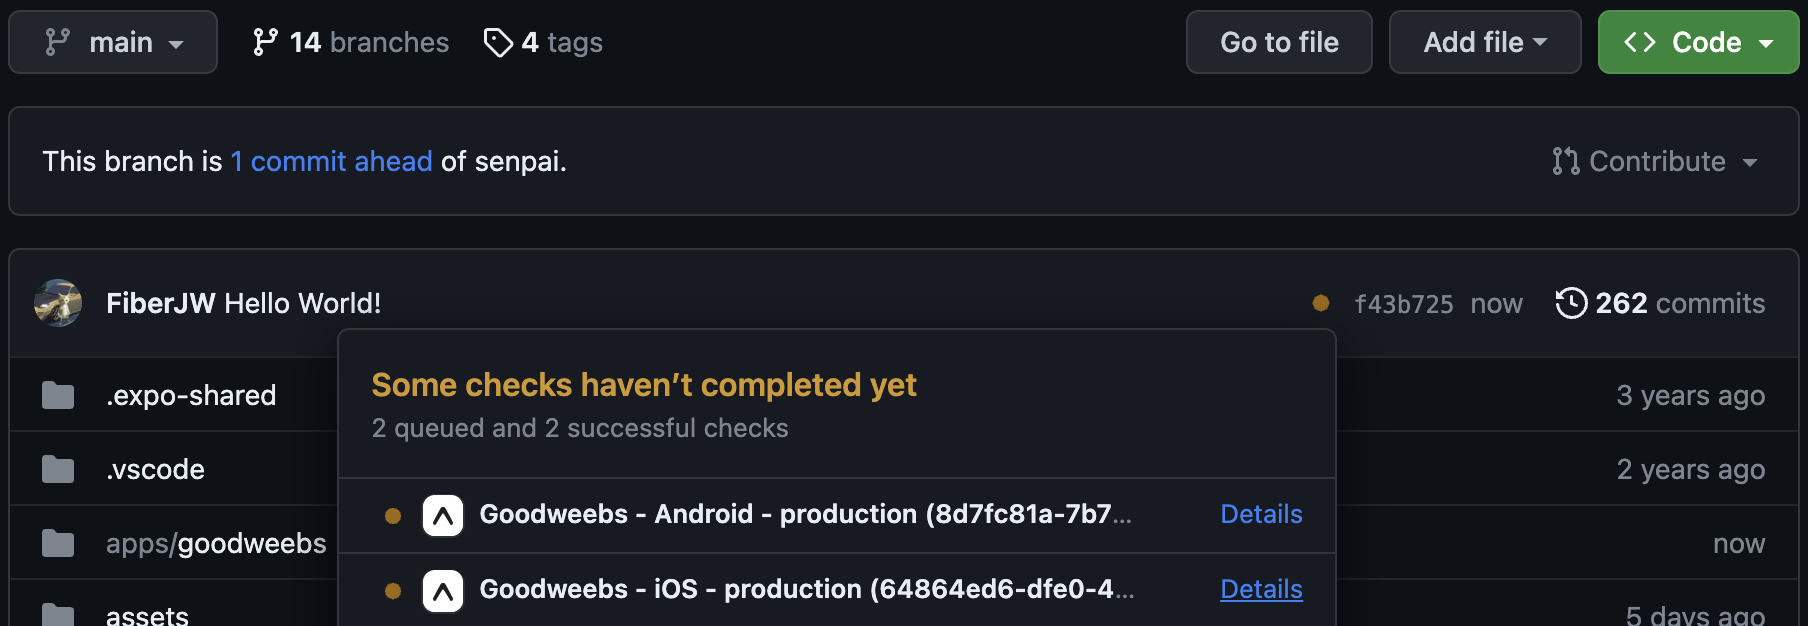 main
14 branches
4 tags
Go to file
Add file
Code
This branch is 1 commit ahead of senpai.
Contribute
FiberJW Hello World!
f43b725 now
262 commits
.expo-shared
3 years ago
.vscode
2 years ago
apps/goodweebs
now
assets
5 days ago
Some checks haven’t completed yet
2 queued and 2 successful checks
Goodweebs - Android - production (8d7fc81a-7b7...
Details
Goodweebs - iOS - production (64864ed6-dfe0-4...
Details